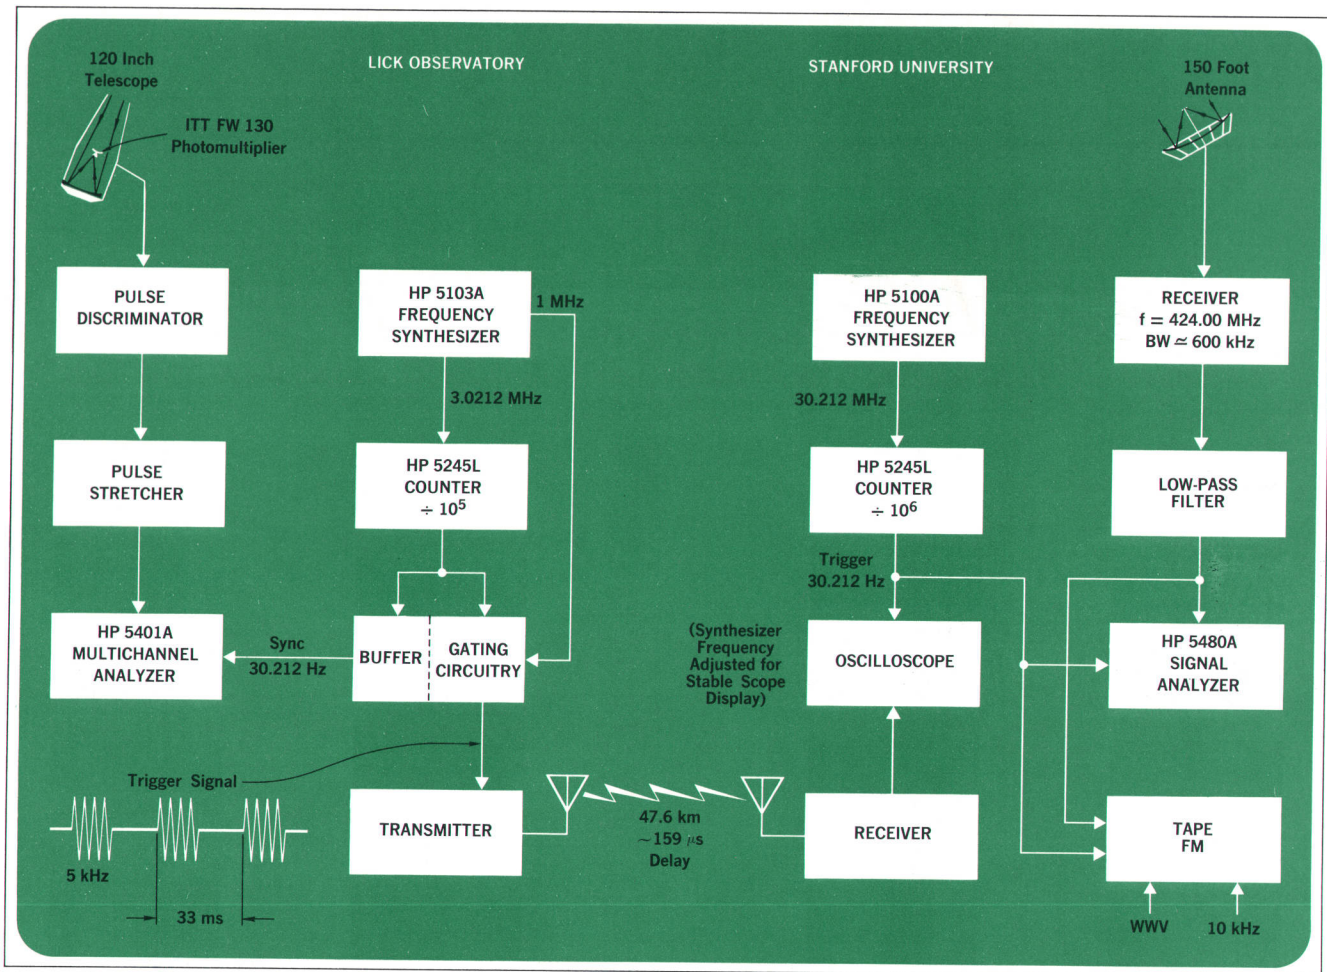 LICK OBSERVATORY
STANFORD UNIVERSITY
120 Inch
Telescope
ITT FW 130
Photomultiplier
150 Foot
Antenna
PULSE
DISCRIMINATOR
HP 5103A
FREQUENCY
SYNTHESIZER
1 MHz
HP 5100A
FREQUENCY
SYNTHESIZER
RECEIVER
f = 424.00 MHz
BW ≃ 600 kHz
3.0212 MHz
30.212 MHz
PULSE
STRETCHER
HP 5245L
COUNTER
÷ 10⁵
HP 5245L
COUNTER
÷ 10⁶
LOW-PASS
FILTER
Trigger
30.212 Hz
HP 5401A
MULTICHANNEL
ANALYZER
Sync
30.212 Hz
BUFFER
GATING
CIRCUITRY
(Synthesizer
Frequency
Adjusted for
Stable Scope
Display)
OSCILLOSCOPE
HP 5480A
SIGNAL
ANALYZER
Trigger Signal
TRANSMITTER
47.6 km
~159 μs
Delay
RECEIVER
TAPE
FM
5 kHz
33 ms
WWV
10 kHz